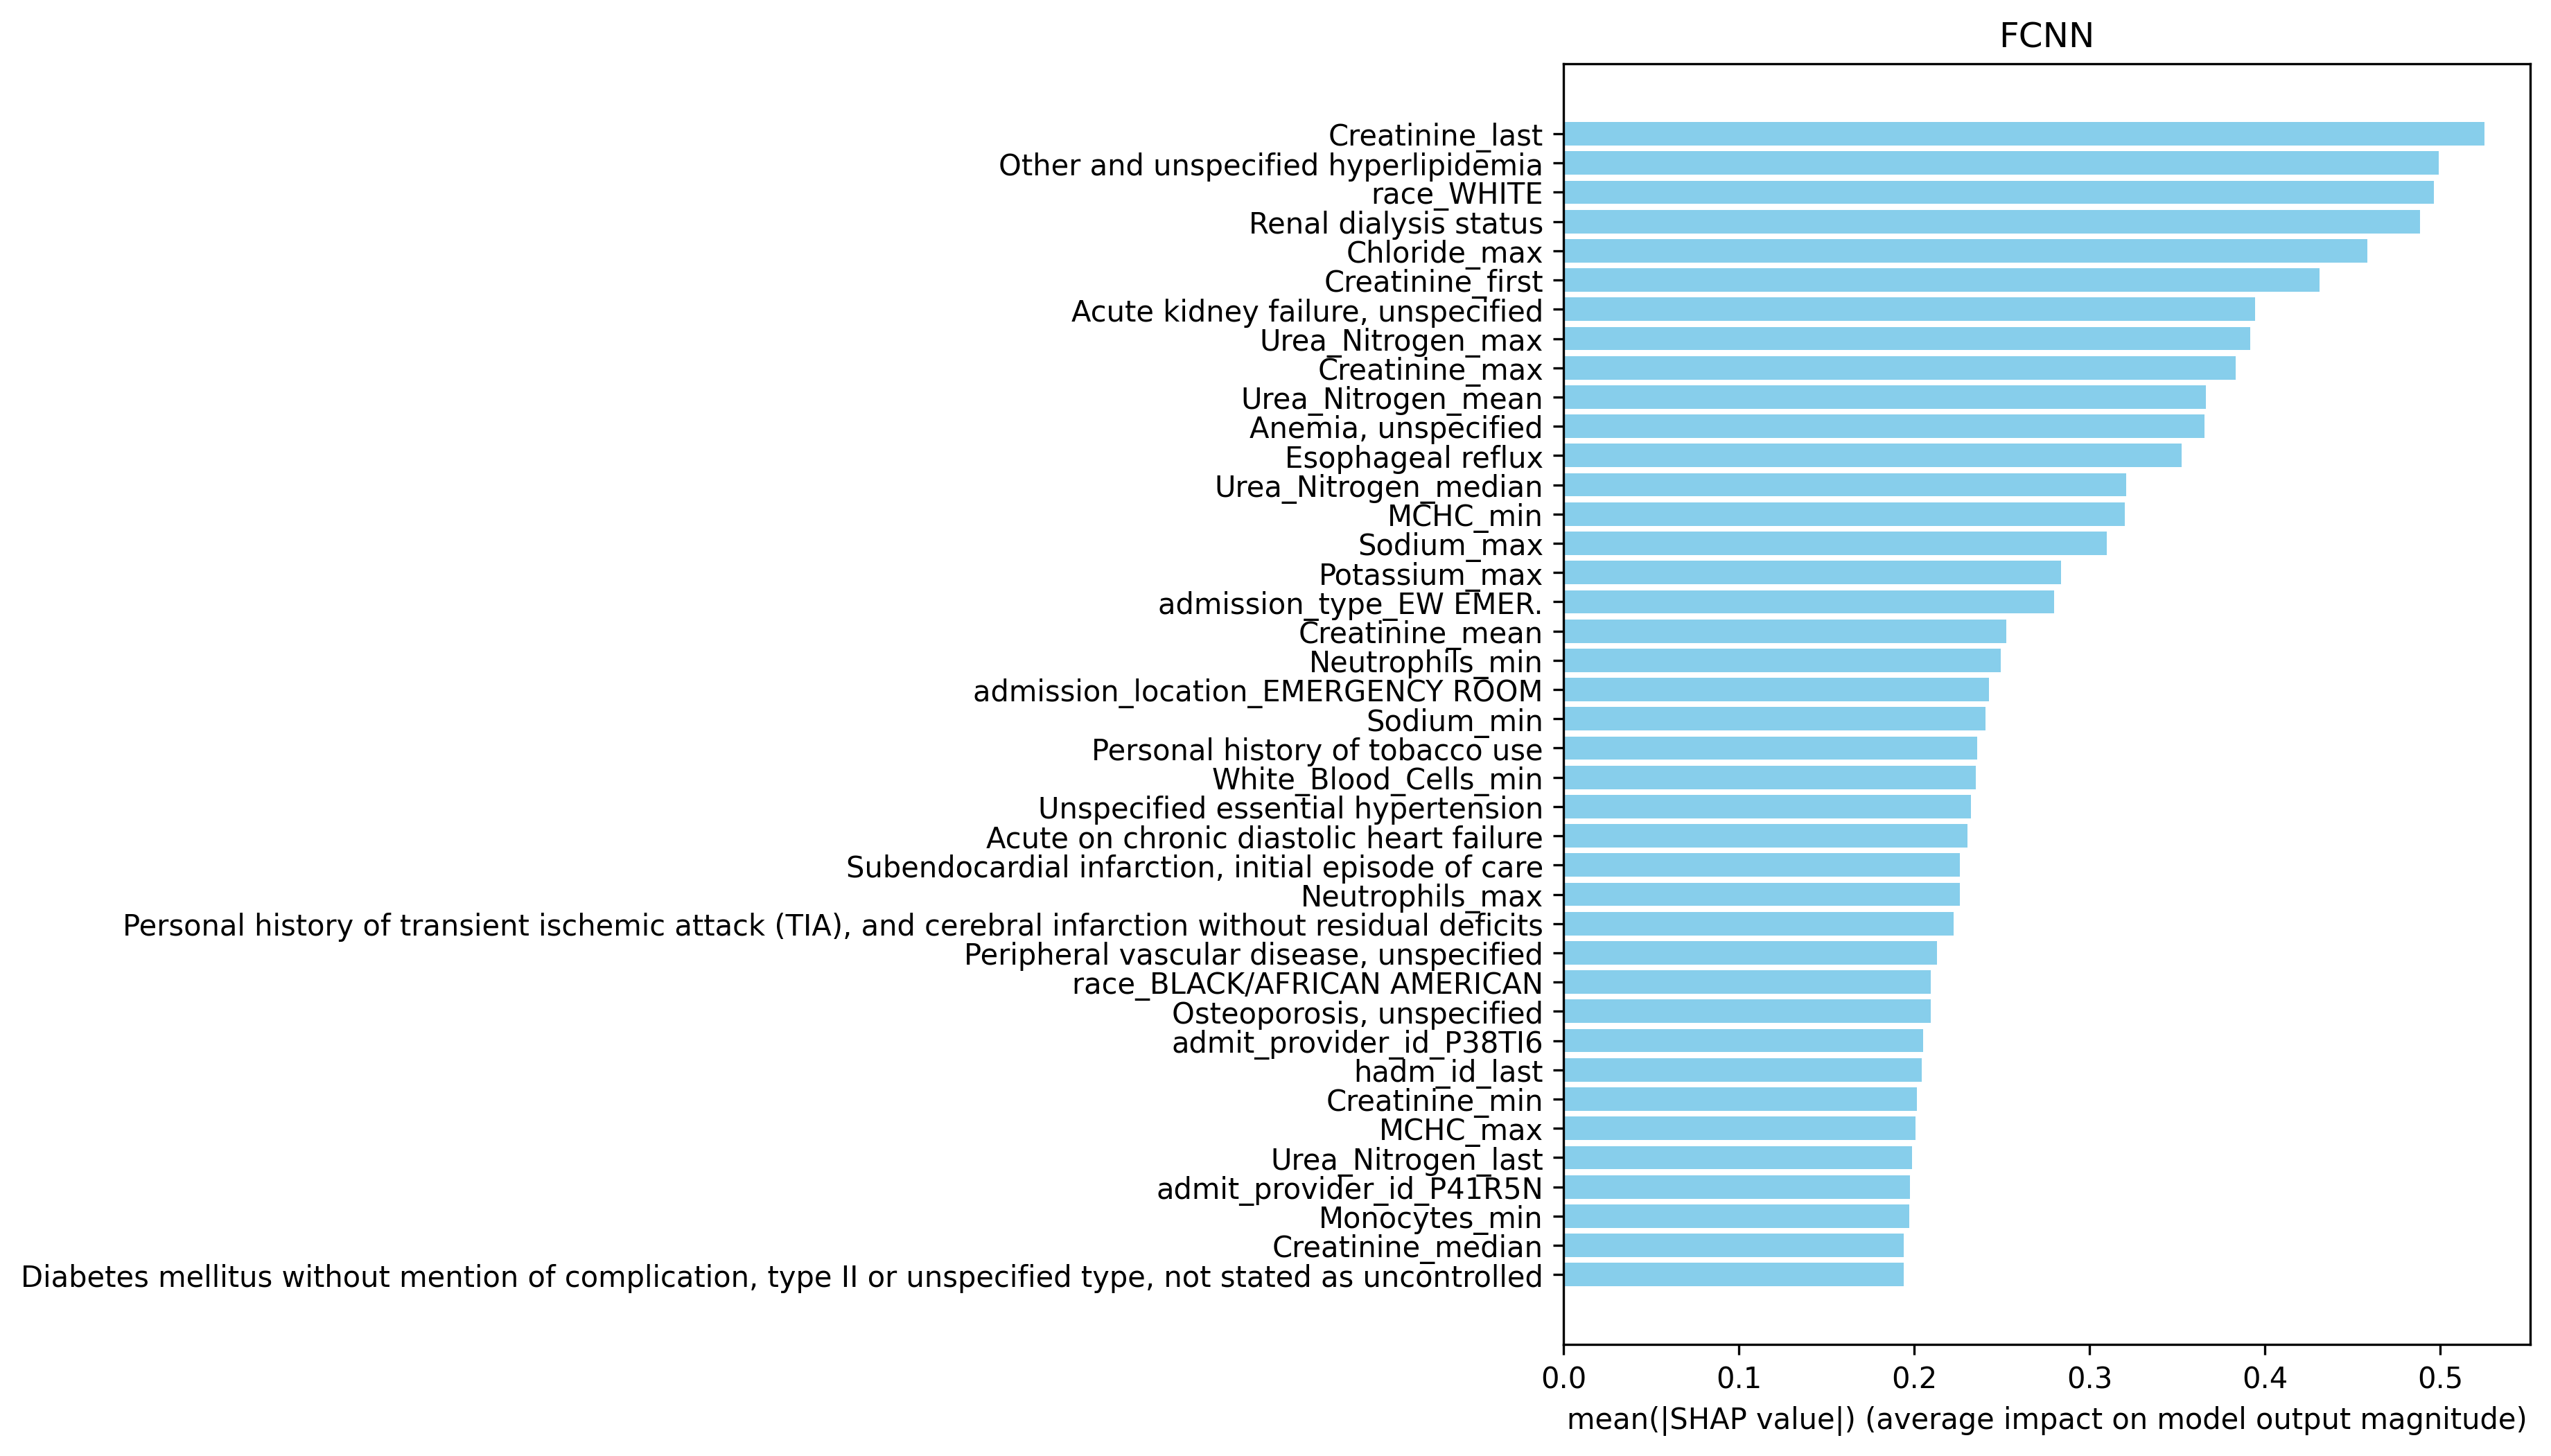 FCNN
Creatinine_last
Other and unspecified hyperlipidemia
race_WHITE
Renal dialysis status
Chloride_max
Creatinine_first
Acute kidney failure, unspecified
Urea_Nitrogen_max
Creatinine_max
Urea_Nitrogen_mean
Anemia, unspecified
Esophageal reflux
Urea_Nitrogen_median
MCHC_min
Sodium_max
Potassium_max
admission_type_EW EMER.
Creatinine_mean
Neutrophils_min
admission_location_EMERGENCY ROOM
Sodium_min
Personal history of tobacco use
White_Blood_Cells_min
Unspecified essential hypertension
Acute on chronic diastolic heart failure
Subendocardial infarction, initial episode of care
Neutrophils_max
Personal history of transient ischemic attack (TIA), and cerebral infarction without residual deficits
Peripheral vascular disease, unspecified
race_BLACK/AFRICAN AMERICAN
Osteoporosis, unspecified
admit_provider_id_P38TI6
hadm_id_last
Creatinine_min
MCHC_max
Urea_Nitrogen_last
admit_provider_id_P41R5N
Monocytes_min
Creatinine_median
Diabetes mellitus without mention of complication, type II or unspecified type, not stated as uncontrolled
0.0 0.1 0.2 0.3 0.4 0.5
mean(|SHAP value|) (average impact on model output magnitude)